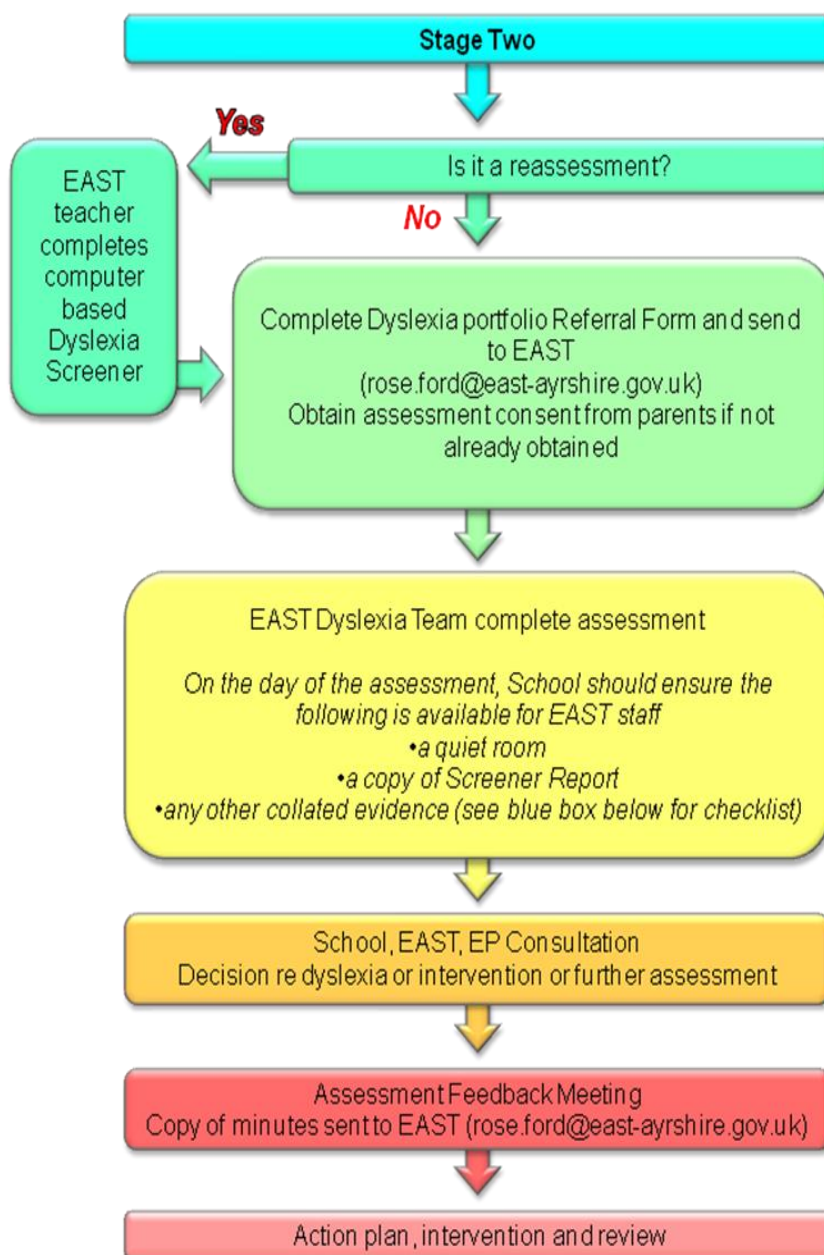 Stage Two
Yes
Is it a reassessment?
No
EAST
teacher
completes
computer
based
Dyslexia
Screener
Complete Dyslexia portfolio Referral Form and send
to EAST
(rose.ford@east-ayrshire.gov.uk)
Obtain assessment consent from parents if not
already obtained
EAST Dyslexia Team complete assessment
On the day of the assessment, School should ensure the
following is available for EAST staff
•a quiet room
•a copy of Screener Report
•any other collated evidence (see blue box below for checklist)
School, EAST, EP Consultation
Decision re dyslexia or intervention or further assessment
Assessment Feedback Meeting
Copy of minutes sent to EAST (rose.ford@east-ayrshire.gov.uk)
Action plan, intervention and review